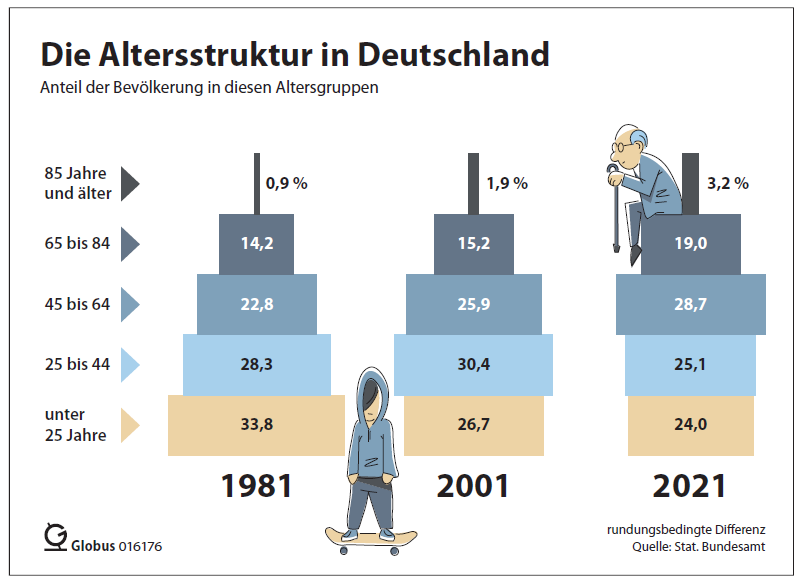 Die Altersstruktur in Deutschland
Anteil der Bevölkerung in diesen Altersgruppen
85 Jahre
und älter
0,9 %
1,9 %
3,2 %
65 bis 84
14,2
15,2
19,0
45 bis 64
22,8
25,9
28,7
25 bis 44
28,3
30,4
25,1
unter
25 Jahre
33,8
26,7
24,0
1981
2001
2021
Globus 016176
rundungsbedingte Differenz
Quelle: Stat. Bundesamt